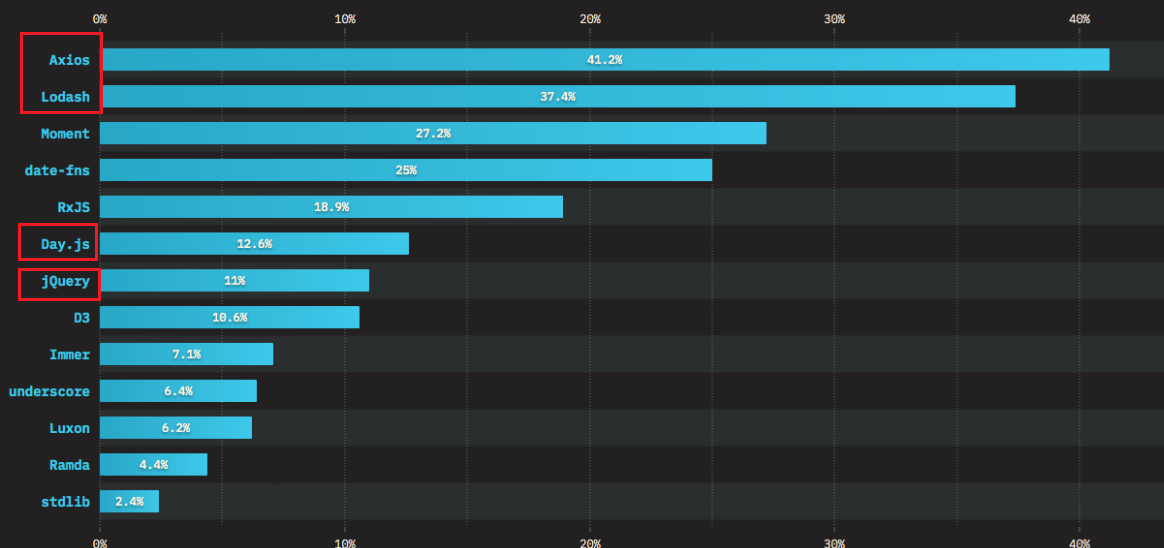 0% 10% 20% 30% 40%
Axios 41.2%
Lodash 37.4%
Moment 27.2%
date-fns 25%
RxJS 18.9%
Day.js 12.6%
jQuery 11%
D3 10.6%
Immer 7.1%
underscore 6.4%
Luxon 6.2%
Ramda 4.4%
stdlib 2.4%
0% 10% 20% 30% 40%